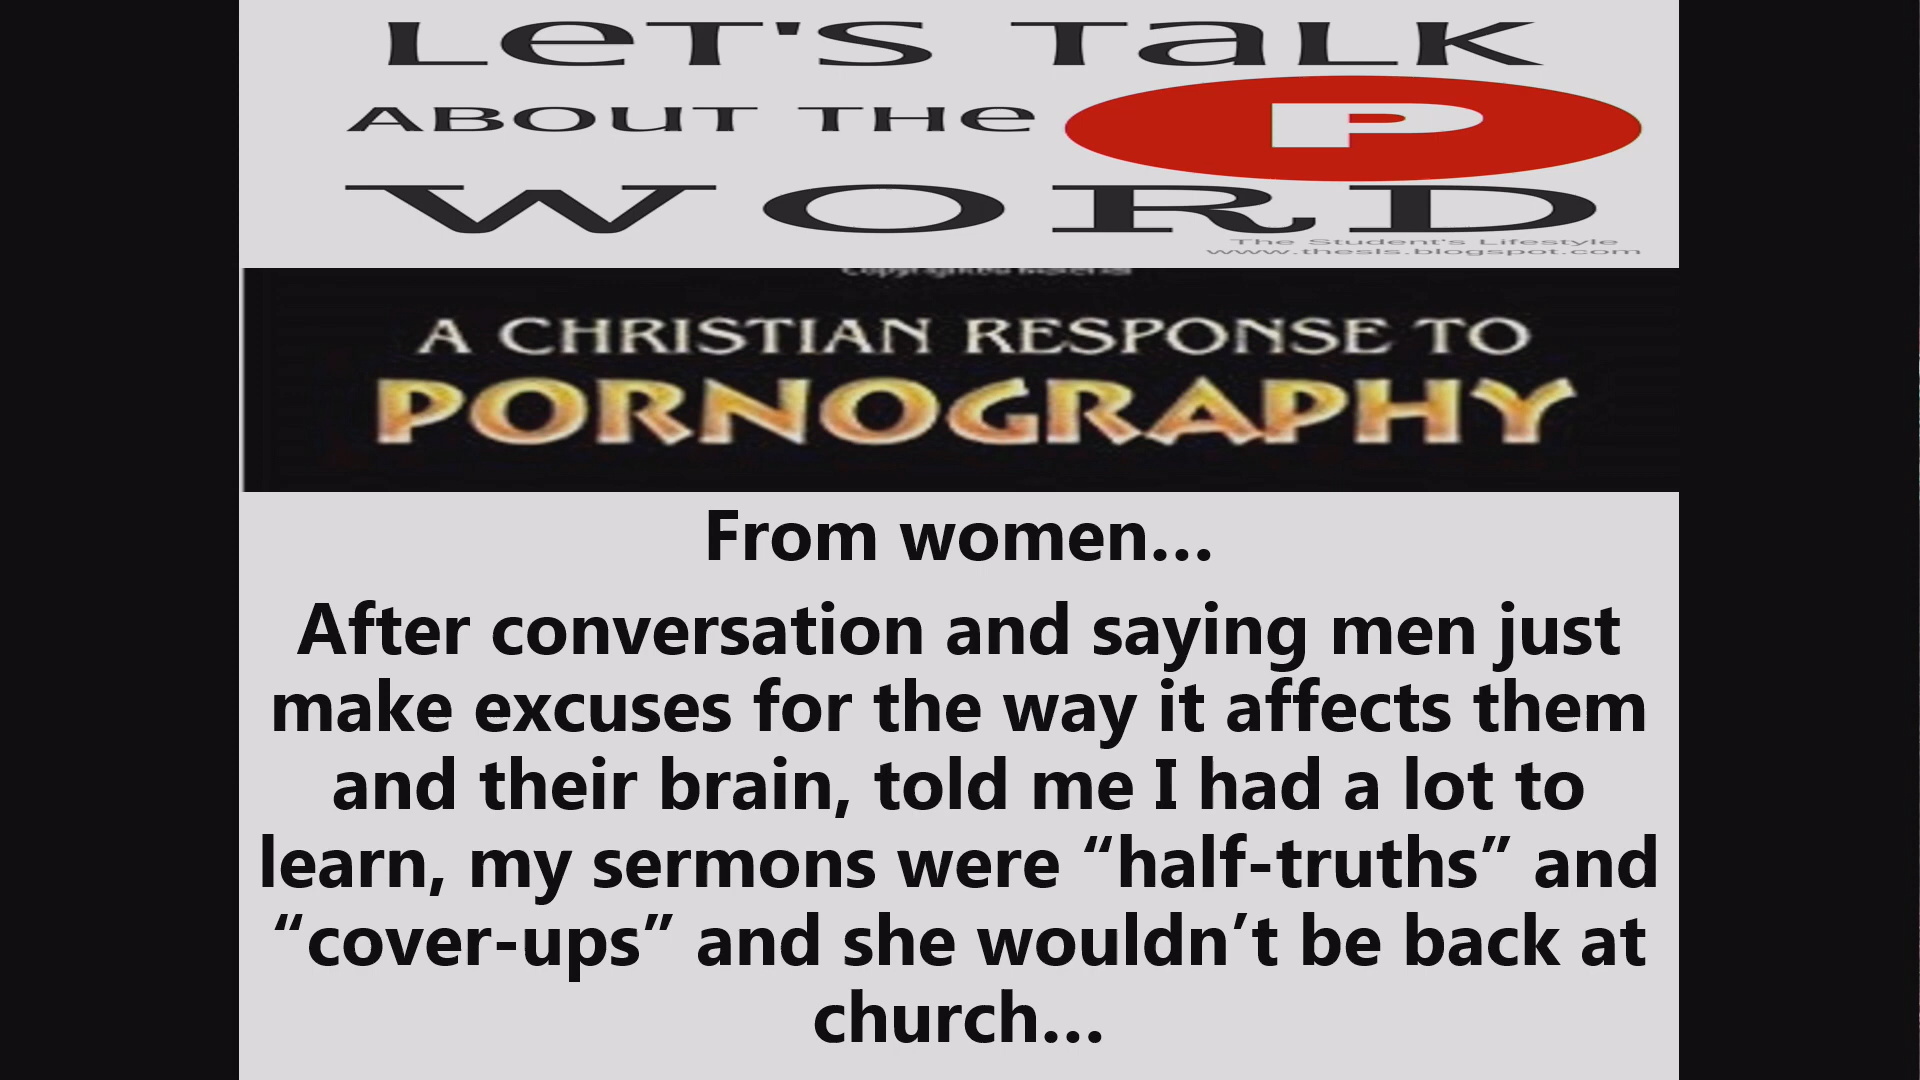 LeT'S TaLK
ABOUT THe P
WORD
The Student's Lifestyle
www.thesls.blogspot.com
Copyrighted Material
A CHRISTIAN RESPONSE TO
PORNOGRAPHY
From women…
After conversation and saying men just
make excuses for the way it affects them
and their brain, told me I had a lot to
learn, my sermons were “half-truths” and
“cover-ups” and she wouldn’t be back at
church…